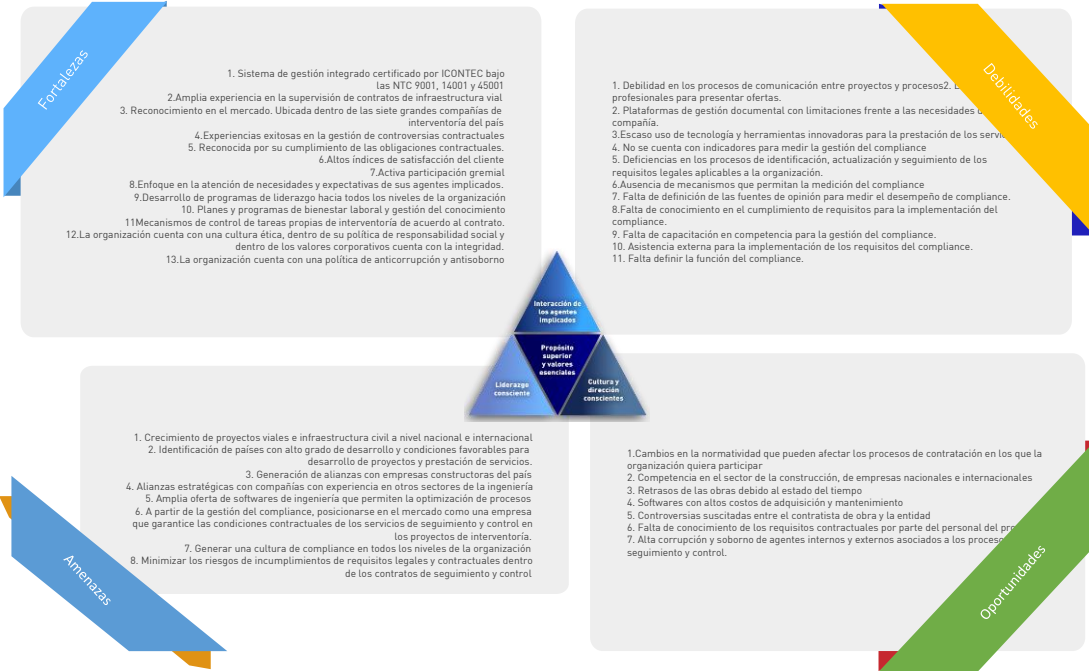 Fortalezas
1. Sistema de gestión integrado certificado por ICONTEC bajo
las NTC 9001, 14001 y 45001
2.Amplia experiencia en la supervisión de contratos de infraestructura vial
3. Reconocimiento en el mercado. Ubicada dentro de las siete grandes compañías de
interventoría del país
4.Experiencias exitosas en la gestión de controversias contractuales
5. Reconocida por su cumplimiento de las obligaciones contractuales.
6.Altos índices de satisfacción del cliente
7.Activa participación gremial
8.Enfoque en la atención de necesidades y expectativas de sus agentes implicados.
9.Desarrollo de programas de liderazgo hacia todos los niveles de la organización
10. Planes y programas de bienestar laboral y gestión del conocimiento
11Mecanismos de control de tareas propias de interventoría de acuerdo al contrato.
12.La organización cuenta con una cultura ética, dentro de su política de responsabilidad social y
dentro de los valores corporativos cuenta con la integridad.
13.La organización cuenta con una política de anticorrupción y antisoborno
Debilidades
1. Debilidad en los procesos de comunicación entre proyectos y procesos2.
profesionales para presentar ofertas.
2. Plataformas de gestión documental con limitaciones frente a las necesidades
compañía.
3.Escaso uso de tecnología y herramientas innovadoras para la prestación de los
4. No se cuenta con indicadores para medir la gestión del compliance
5. Deficiencias en los procesos de identificación, actualización y seguimiento de los
requisitos legales aplicables a la organización.
6.Ausencia de mecanismos que permitan la medición del compliance
7. Falta de definición de las fuentes de opinión para medir el desempeño de compliance.
8.Falta de conocimiento en el cumplimiento de requisitos para la implementación del
compliance.
9. Falta de capacitación en competencia para la gestión del compliance.
10. Asistencia externa para la implementación de los requisitos del compliance.
11. Falta definir la función del compliance.
Interacción de
los agentes
implicados
Propósito
superior
y valores
esenciales
Liderazgo
consciente
Cultura y
dirección
conscientes
1. Crecimiento de proyectos viales e infraestructura civil a nivel nacional e internacional
2. Identificación de países con alto grado de desarrollo y condiciones favorables para
desarrollo de proyectos y prestación de servicios.
3. Generación de alianzas con empresas constructoras del país
4. Alianzas estratégicas con compañías con experiencia en otros sectores de la ingeniería
5. Amplia oferta de softwares de ingeniería que permiten la optimización de procesos
6. A partir de la gestión del compliance, posicionarse en el mercado como una empresa
que garantice las condiciones contractuales de los servicios de seguimiento y control en
los proyectos de interventoría.
7. Generar una cultura de compliance en todos los niveles de la organización
8. Minimizar los riesgos de incumplimientos de requisitos legales y contractuales dentro
de los contratos de seguimiento y control
Amenazas
1.Cambios en la normatividad que pueden afectar los procesos de contratación en los que la
organización quiera participar
2. Competencia en el sector de la construcción, de empresas nacionales e internacionales
3. Retrasos de las obras debido al estado del tiempo
4. Softwares con altos costos de adquisición y mantenimiento
5. Controversias suscitadas entre el contratista de obra y la entidad
6. Falta de conocimiento de los requisitos contractuales por parte del personal del
7. Alta corrupción y soborno de agentes internos y externos asociados a los
seguimiento y control.
Oportunidades